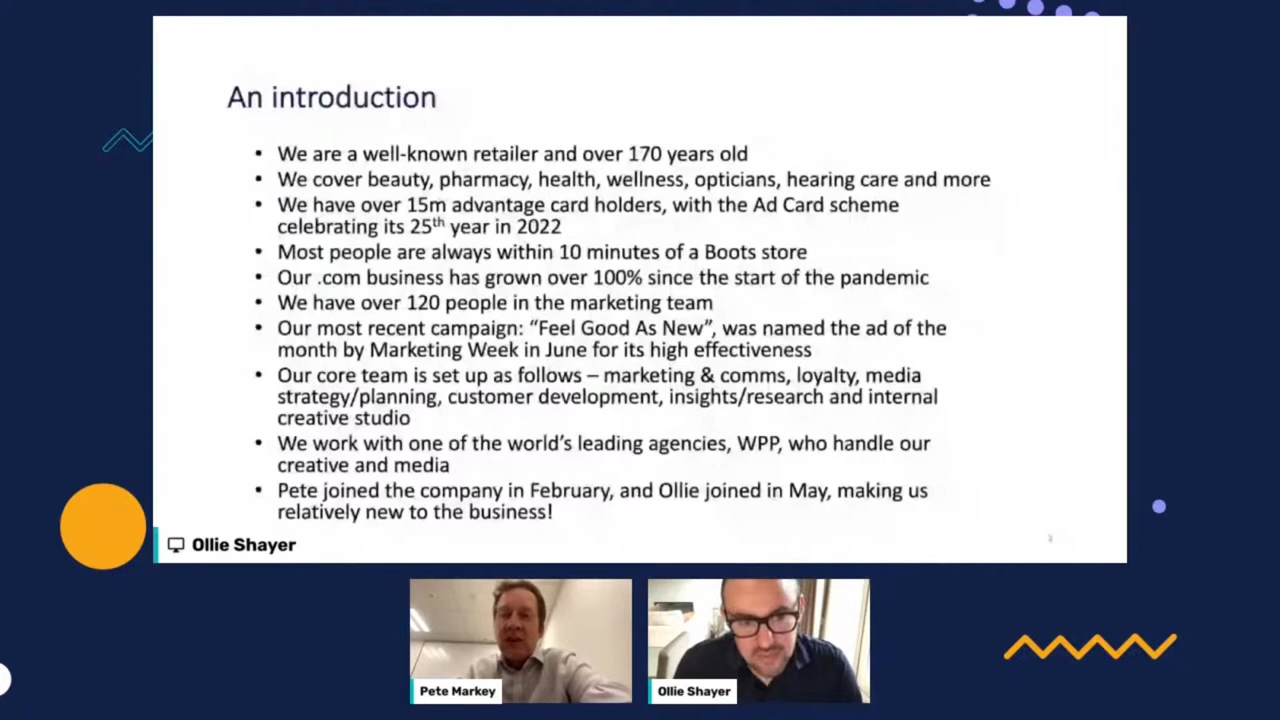 An introduction
• We are a well-known retailer and over 170 years old
• We cover beauty, pharmacy, health, wellness, opticians, hearing care and more
• We have over 15m advantage card holders, with the Ad Card scheme
celebrating its 25th year in 2022
• Most people are always within 10 minutes of a Boots store
• Our .com business has grown over 100% since the start of the pandemic
• We have over 120 people in the marketing team
• Our most recent campaign: “Feel Good As New”, was named the ad of the
month by Marketing Week in June for its high effectiveness
• Our core team is set up as follows – marketing & comms, loyalty, media
strategy/planning, customer development, insights/research and internal
creative studio
• We work with one of the world’s leading agencies, WPP, who handle our
creative and media
• Pete joined the company in February, and Ollie joined in May, making us
relatively new to the business!
Ollie Shayer
Pete Markey
Ollie Shayer